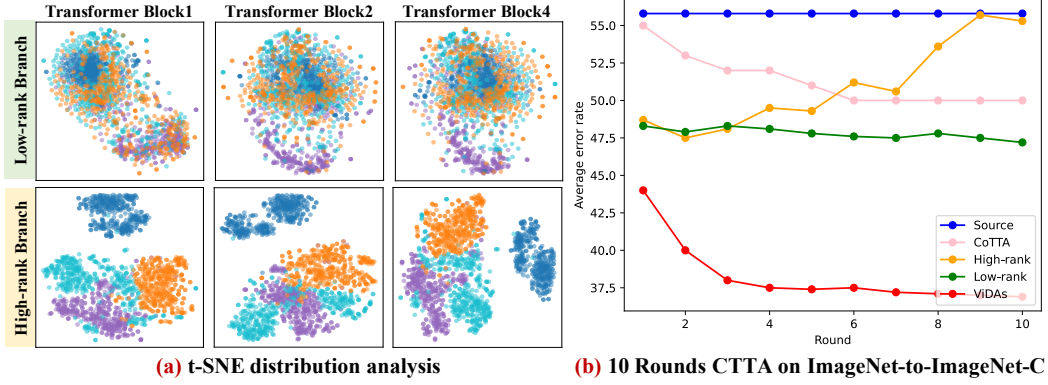 Transformer Block1
Transformer Block2
Transformer Block4
Low-rank Branch
High-rank Branch
(a) t-SNE distribution analysis
55.0
52.5
50.0
47.5
45.0
42.5
40.0
37.5
Average error rate
2
4
6
8
10
Round
Source
CoTTA
High-rank
Low-rank
ViDAs
(b) 10 Rounds CTTA on ImageNet-to-ImageNet-C